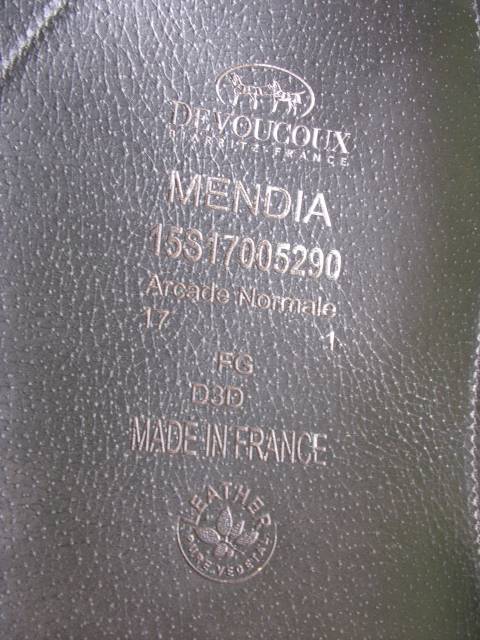 DEVOUCOUX
BIARRITZ-FRANCE
MENDIA
15S17005290
Arcade Normale
17 1
FG
D3D
MADE IN FRANCE
LEATHER
PURE VEGETAL